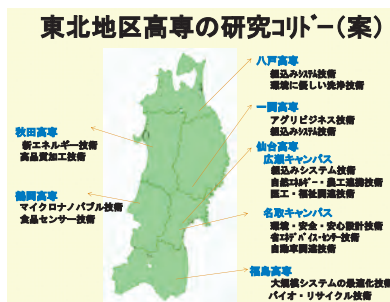 東北地区高専の研究コリドー(案)
八戸高専
組込みシステム技術
環境に優しい洗浄技術
一関高専
アグリビジネス技術
組込みシステム
仙台高専
広瀬キャンパス
組込みシステム技術
自然エネルギー・農工連携技術
医工・福祉関連技術
名取キャンパス
環境・安全・安心設計技術
省エネデバイス・センサー技術
自動車関連技術
福島高専
大規模システムの最適化技術
バイオ・リサイクル技術
秋田高専
新エネルギー技術
高品質加工技術
鶴岡高専
マイクロナノバブル技術
食品センサー技術